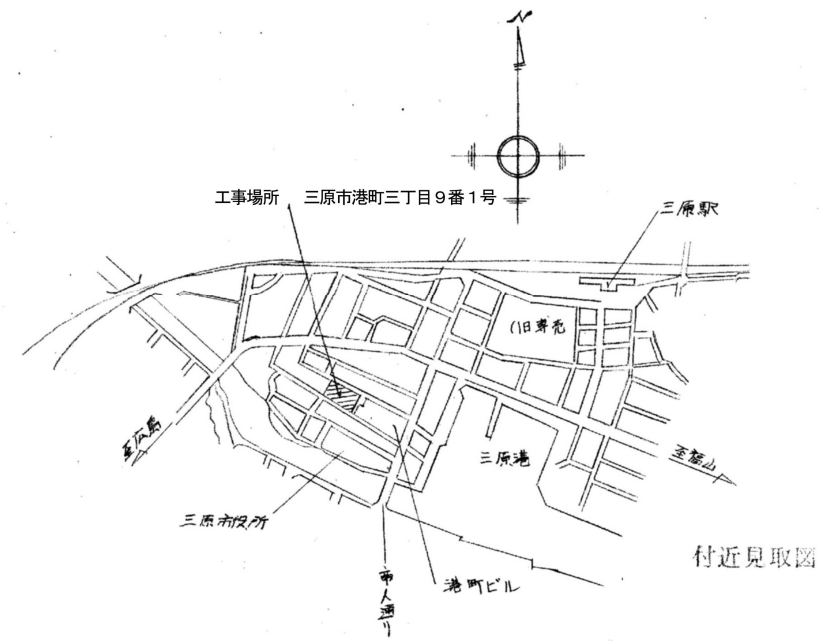 N
工事場所　三原市港町三丁目９番１号
三原駅
(旧専売
三原港
至広島
至福山
三原市役所
港町ビル
帝人通り
付近見取図